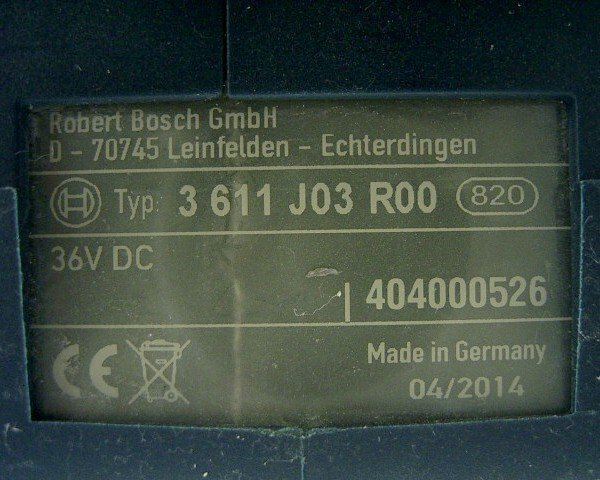 Robert Bosch GmbH
D - 70745 Leinfelden - Echterdingen
Typ. 3 611 J03 R00 820
36V DC
404000526
CE Made in Germany
04/2014